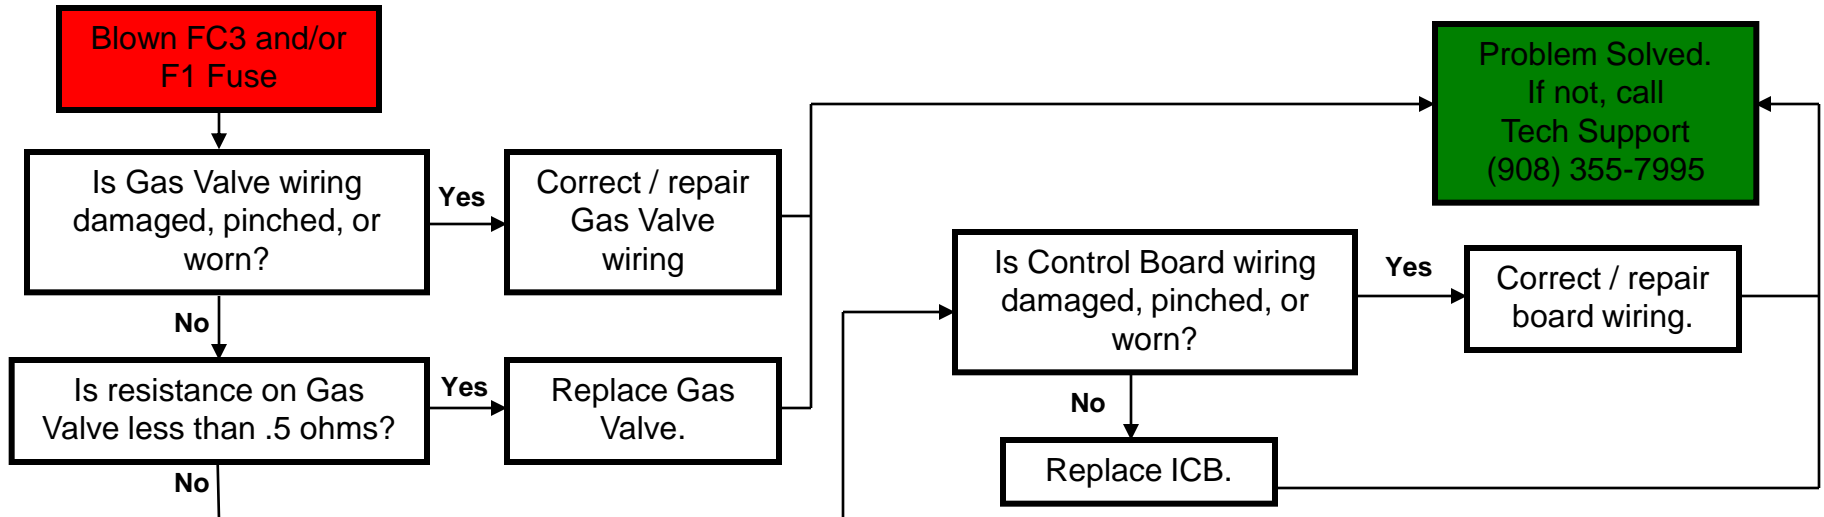 Blown FC3 and/or
F1 Fuse
Is Gas Valve wiring
damaged, pinched, or
worn?
Yes
Correct / repair
Gas Valve
wiring
No
Is resistance on Gas
Valve less than .5 ohms?
Yes
Replace Gas
Valve.
No
Problem Solved.
If not, call
Tech Support
(908) 355-7995
Is Control Board wiring
damaged, pinched, or
worn?
Yes
Correct / repair
board wiring.
No
Replace ICB.